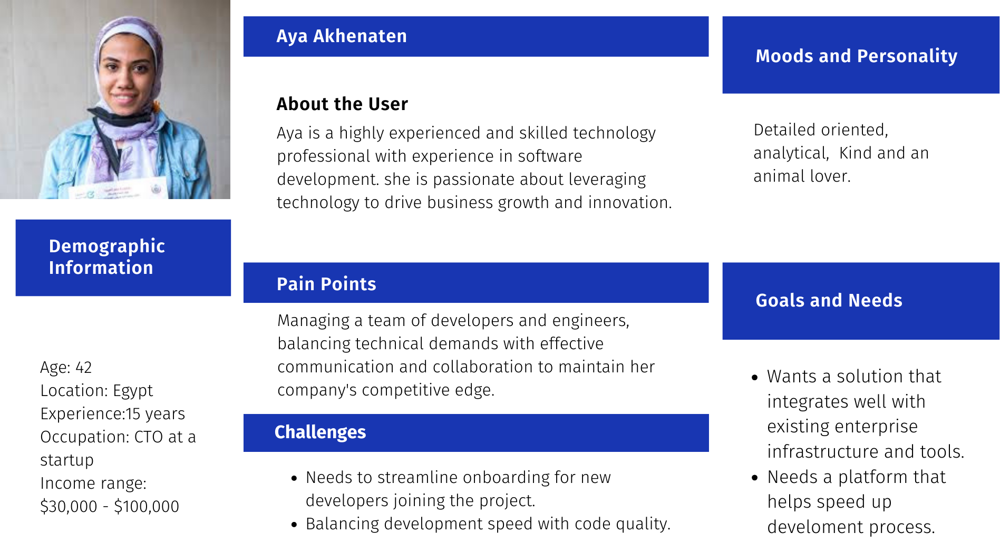 Aya Akhenaten
About the User
Aya is a highly experienced and skilled technology
professional with experience in software
development. she is passionate about leveraging
technology to drive business growth and innovation.
Moods and Personality
Detailed oriented,
analytical,  Kind and an
animal lover.
Demographic
Information
Age: 42
Location: Egypt
Experience:15 years
Occupation: CTO at a
startup
Income range:
$30,000 - $100,000
Pain Points
Managing a team of developers and engineers,
balancing technical demands with effective
communication and collaboration to maintain her
company's competitive edge.
Challenges
• Needs to streamline onboarding for new
developers joining the project.
• Balancing development speed with code quality.
Goals and Needs
• Wants a solution that
integrates well with
existing enterprise
infrastructure and tools.
• Needs a platform that
helps speed up
develoment process.